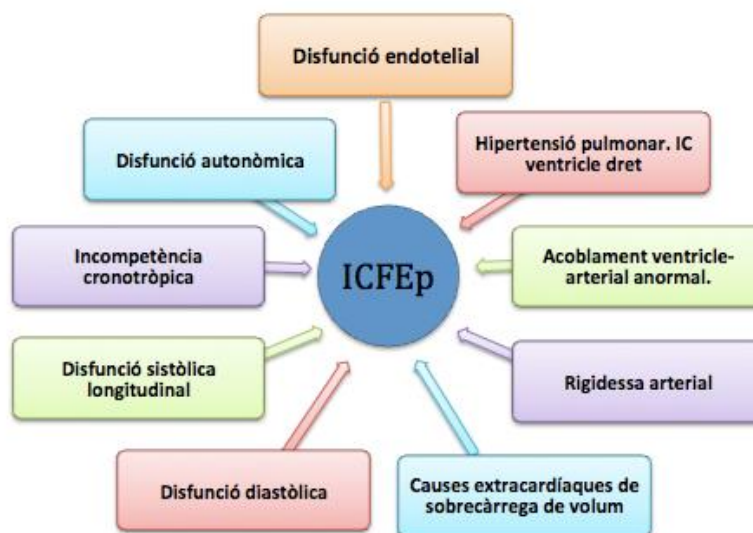 Disfunció endotelial
Disfunció autonòmica
Hipertensió pulmonar. IC
ventricle dret
Incompetència
cronotròpica
ICFEp
Acoblament ventricle-
arterial anormal.
Disfunció sistòlica
longitudinal
Rigidessa arterial
Disfunció diastòlica
Causes extracardíaques de
sobrecàrrega de volum